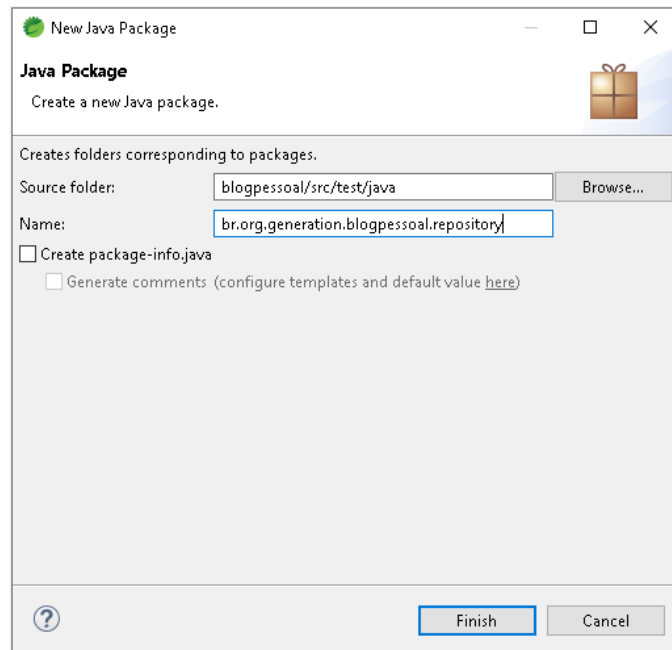 New Java Package
Java Package
Create a new Java package.
Creates folders corresponding to packages.
Source folder: blogpessoal/src/test/java Browse...
Name: br.org.generation.blogpessoal.repository
Create package-info.java
Generate comments (configure templates and default value here)
? Finish Cancel